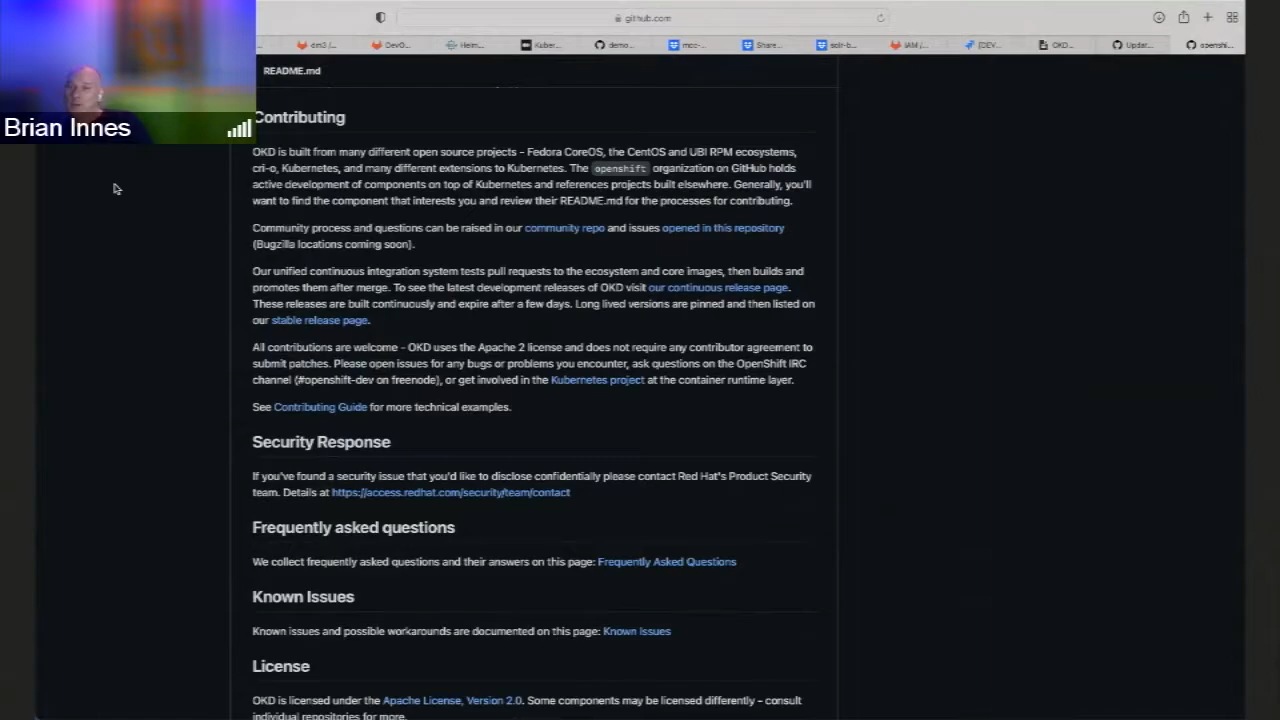 github.com
dm3 /...
DevO...
Helm...
Kuber...
demo...
mcc-...
Share...
solr-b...
IAM /...
[DEV...
OKD...
Updat...
openshi...
Brian Innes
README.md
Contributing
OKD is built from many different open source projects - Fedora CoreOS, the CentOS and UBI RPM ecosystems,
cri-o, Kubernetes, and many different extensions to Kubernetes. The openshift organization on GitHub holds
active development of components on top of Kubernetes and references projects built elsewhere. Generally, you'll
want to find the component that interests you and review their README.md for the processes for contributing.
Community process and questions can be raised in our community repo and issues opened in this repository
(Bugzilla locations coming soon).
Our unified continuous integration system tests pull requests to the ecosystem and core images, then builds and
promotes them after merge. To see the latest development releases of OKD visit our continuous release page.
These releases are built continuously and expire after a few days. Long lived versions are pinned and then listed on
our stable release page.
All contributions are welcome - OKD uses the Apache 2 license and does not require any contributor agreement to
submit patches. Please open issues for any bugs or problems you encounter, ask questions on the OpenShift IRC
channel (#openshift-dev on freenode), or get involved in the Kubernetes project at the container runtime layer.
See Contributing Guide for more technical examples.
Security Response
If you've found a security issue that you'd like to disclose confidentially please contact Red Hat's Product Security
team. Details at https://access.redhat.com/security/team/contact
Frequently asked questions
We collect frequently asked questions and their answers on this page: Frequently Asked Questions
Known Issues
Known issues and possible workarounds are documented on this page: Known Issues
License
OKD is licensed under the Apache License, Version 2.0. Some components may be licensed differently - consult
individual repositories for more.